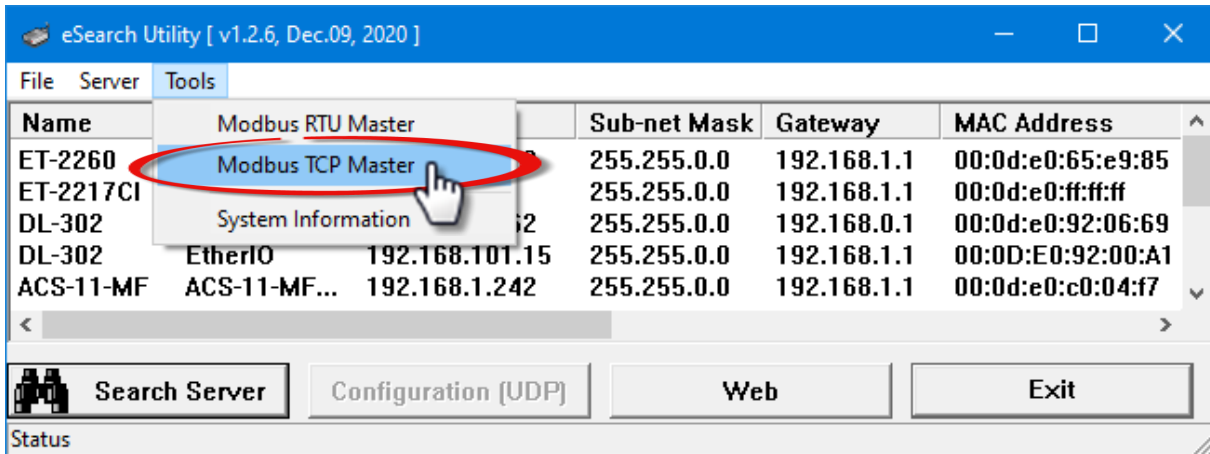 eSearch Utility [ v1.2.6, Dec.09, 2020 ]
File Server Tools
Name Sub-net Mask Gateway MAC Address
Modbus RTU Master
Modbus TCP Master
System Information
ET-2260 255.255.0.0 192.168.1.1 00:0d:e0:65:e9:85
ET-2217CI 255.255.0.0 192.168.1.1 00:0d:e0:ff:ff:ff
DL-302 255.255.0.0 192.168.0.1 00:0d:e0:92:06:69
DL-302 EtherIO 192.168.101.15 255.255.0.0 192.168.1.1 00:0D:E0:92:00:A1
ACS-11-MF ACS-11-MF... 192.168.1.242 255.255.0.0 192.168.1.1 00:0d:e0:c0:04:f7
Search Server Configuration (UDP) Web Exit
Status